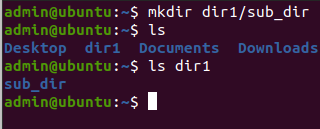 admin@ubuntu:~$ mkdir dir1/sub_dir
admin@ubuntu:~$ ls
Desktop  dir1  Documents  Downloads
admin@ubuntu:~$ ls dir1
sub_dir
admin@ubuntu:~$